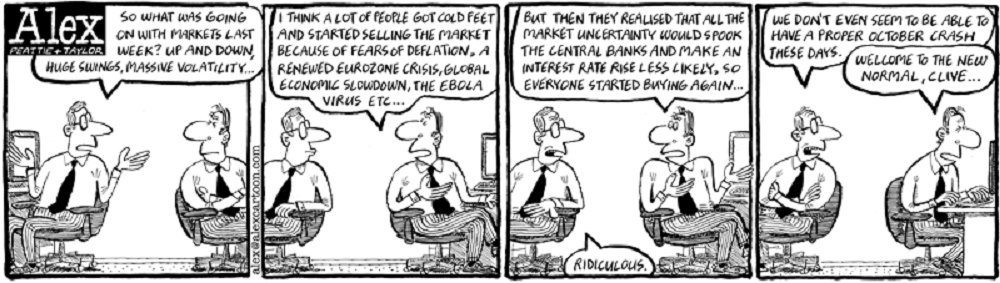 Alex
PEATTIE + TAYLOR
SO WHAT WAS GOING
ON WITH MARKETS LAST
WEEK? UP AND DOWN,
HUGE SWINGS, MASSIVE VOLATILITY...
I THINK A LOT OF PEOPLE GOT COLD FEET
AND STARTED SELLING THE MARKET
BECAUSE OF FEARS OF DEFLATION, A
RENEWED EUROZONE CRISIS, GLOBAL
ECONOMIC SLOWDOWN, THE EBOLA
VIRUS ETC...
alex@alexcartoon.com
BUT THEN THEY REALISED THAT ALL THE
MARKET UNCERTAINTY WOULD SPOOK
THE CENTRAL BANKS AND MAKE AN
INTEREST RATE RISE LESS LIKELY, SO
EVERYONE STARTED BUYING AGAIN...
RIDICULOUS.
WE DON'T EVEN SEEM TO BE ABLE TO
HAVE A PROPER OCTOBER CRASH
THESE DAYS.
WELCOME TO THE NEW
NORMAL, CLIVE...